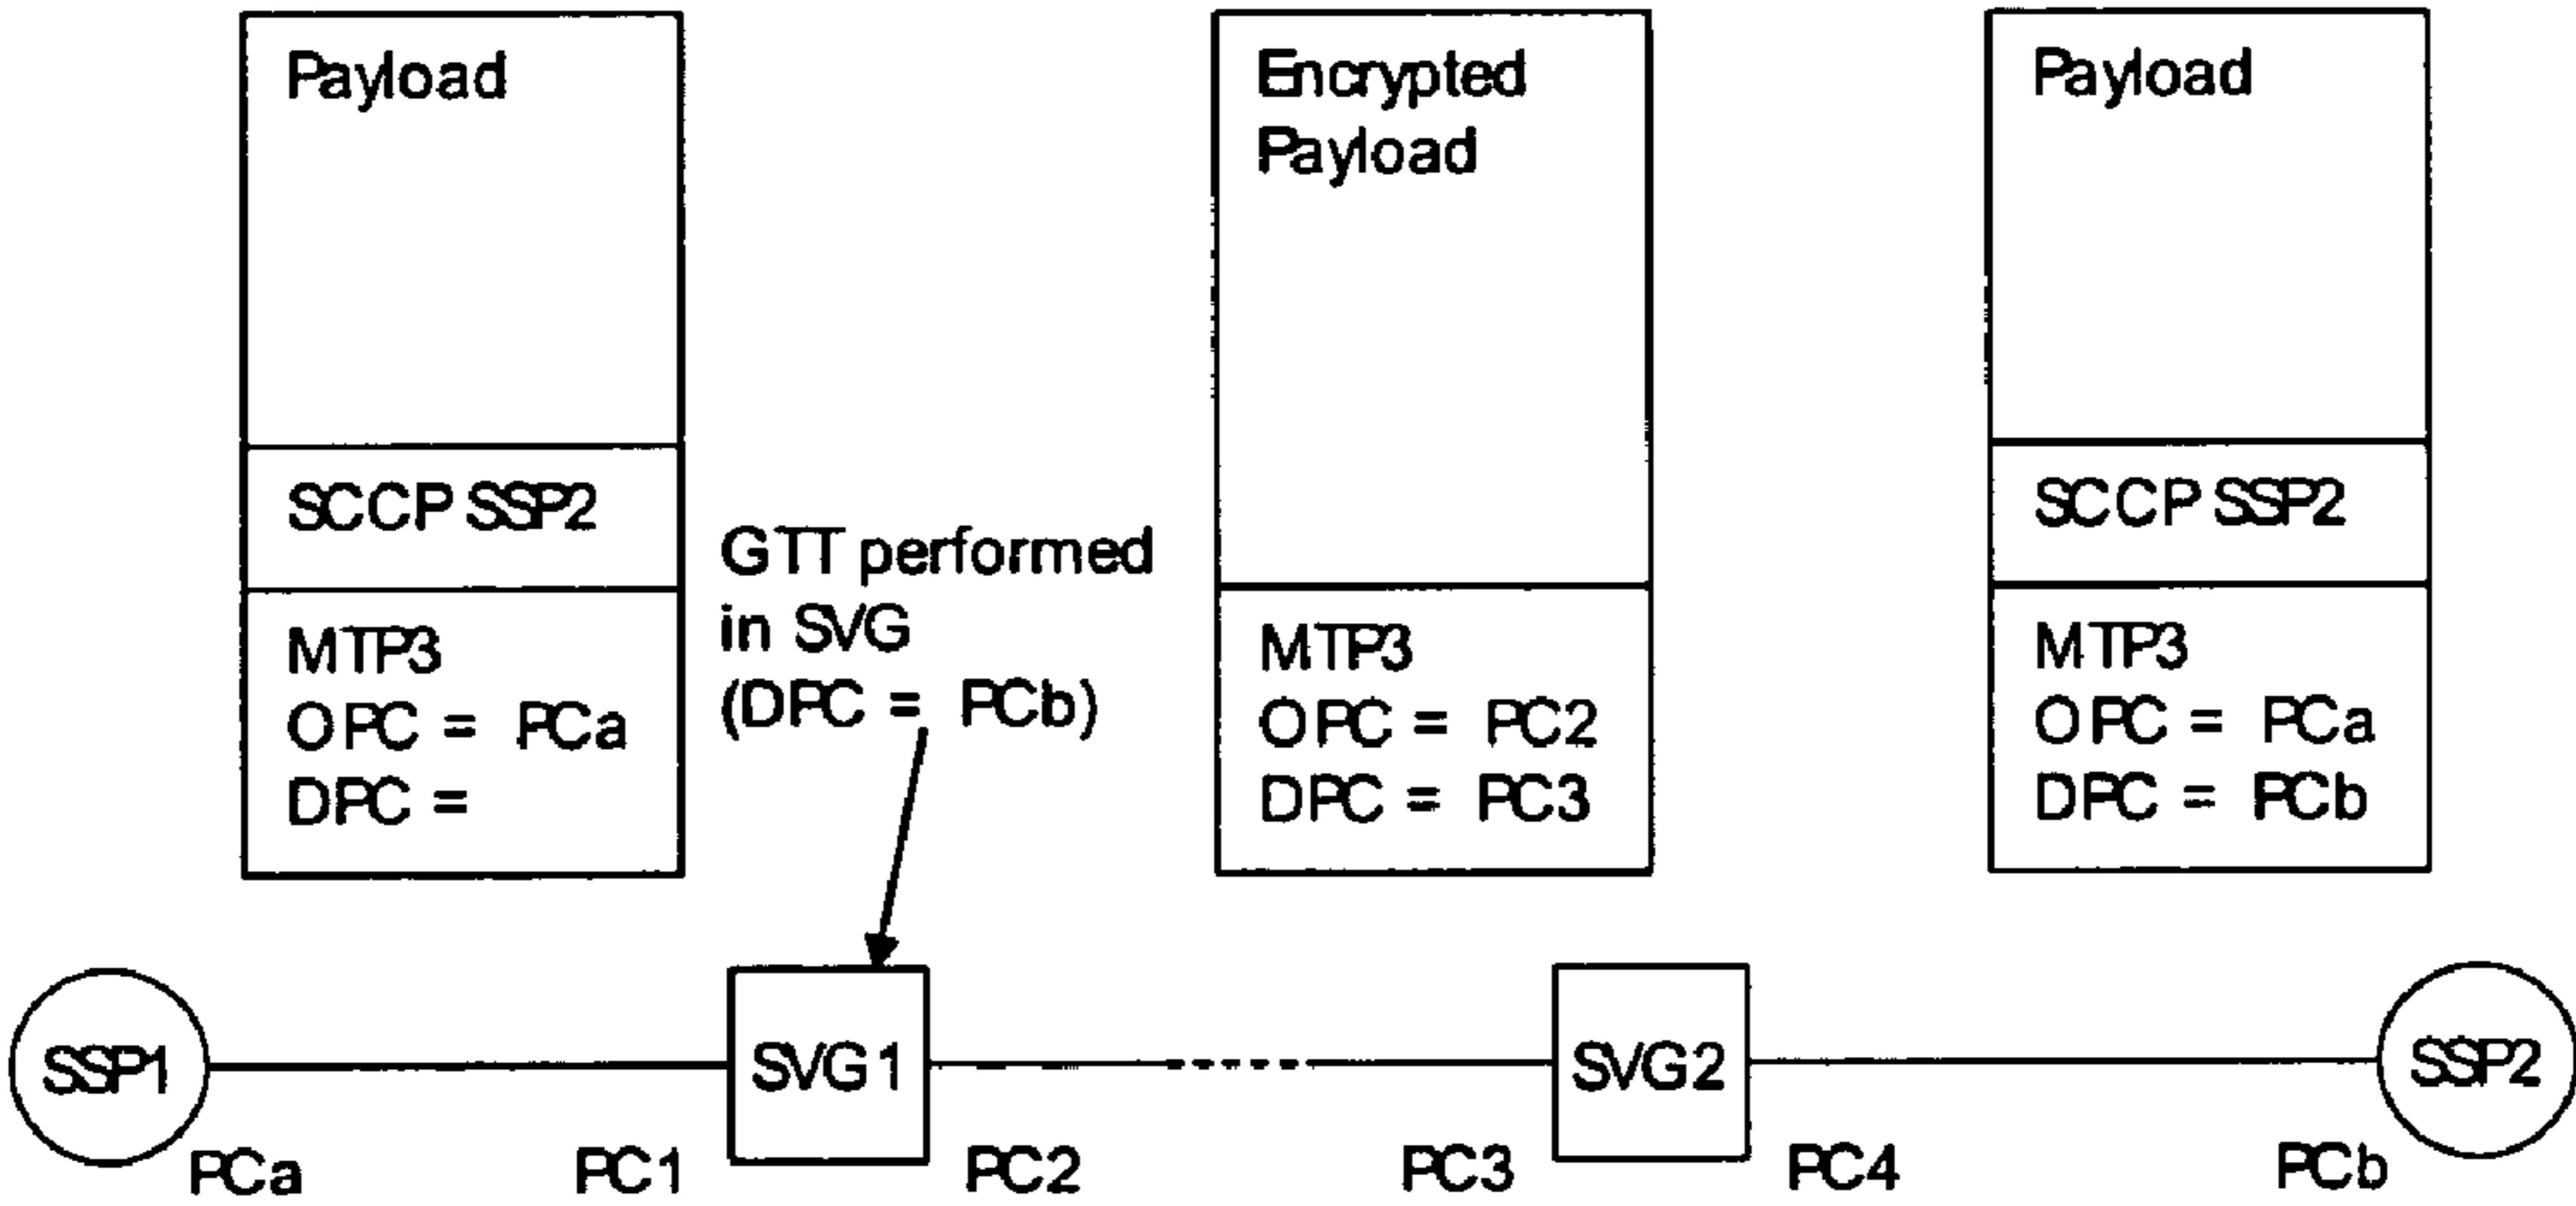 Payload
SCCP SSP2
MTP3
OPC = PCa
DPC =
GTT performed
in SVG
(DPC = PCb)
Encrypted
Payload
MTP3
OPC = PC2
DPC = PC3
Payload
SCCP SSP2
MTP3
OPC = PCa
DPC = PCb
SSP1
SVG1
SVG2
SSP2
PCa
PC1
PC2
PC3
PC4
PCb